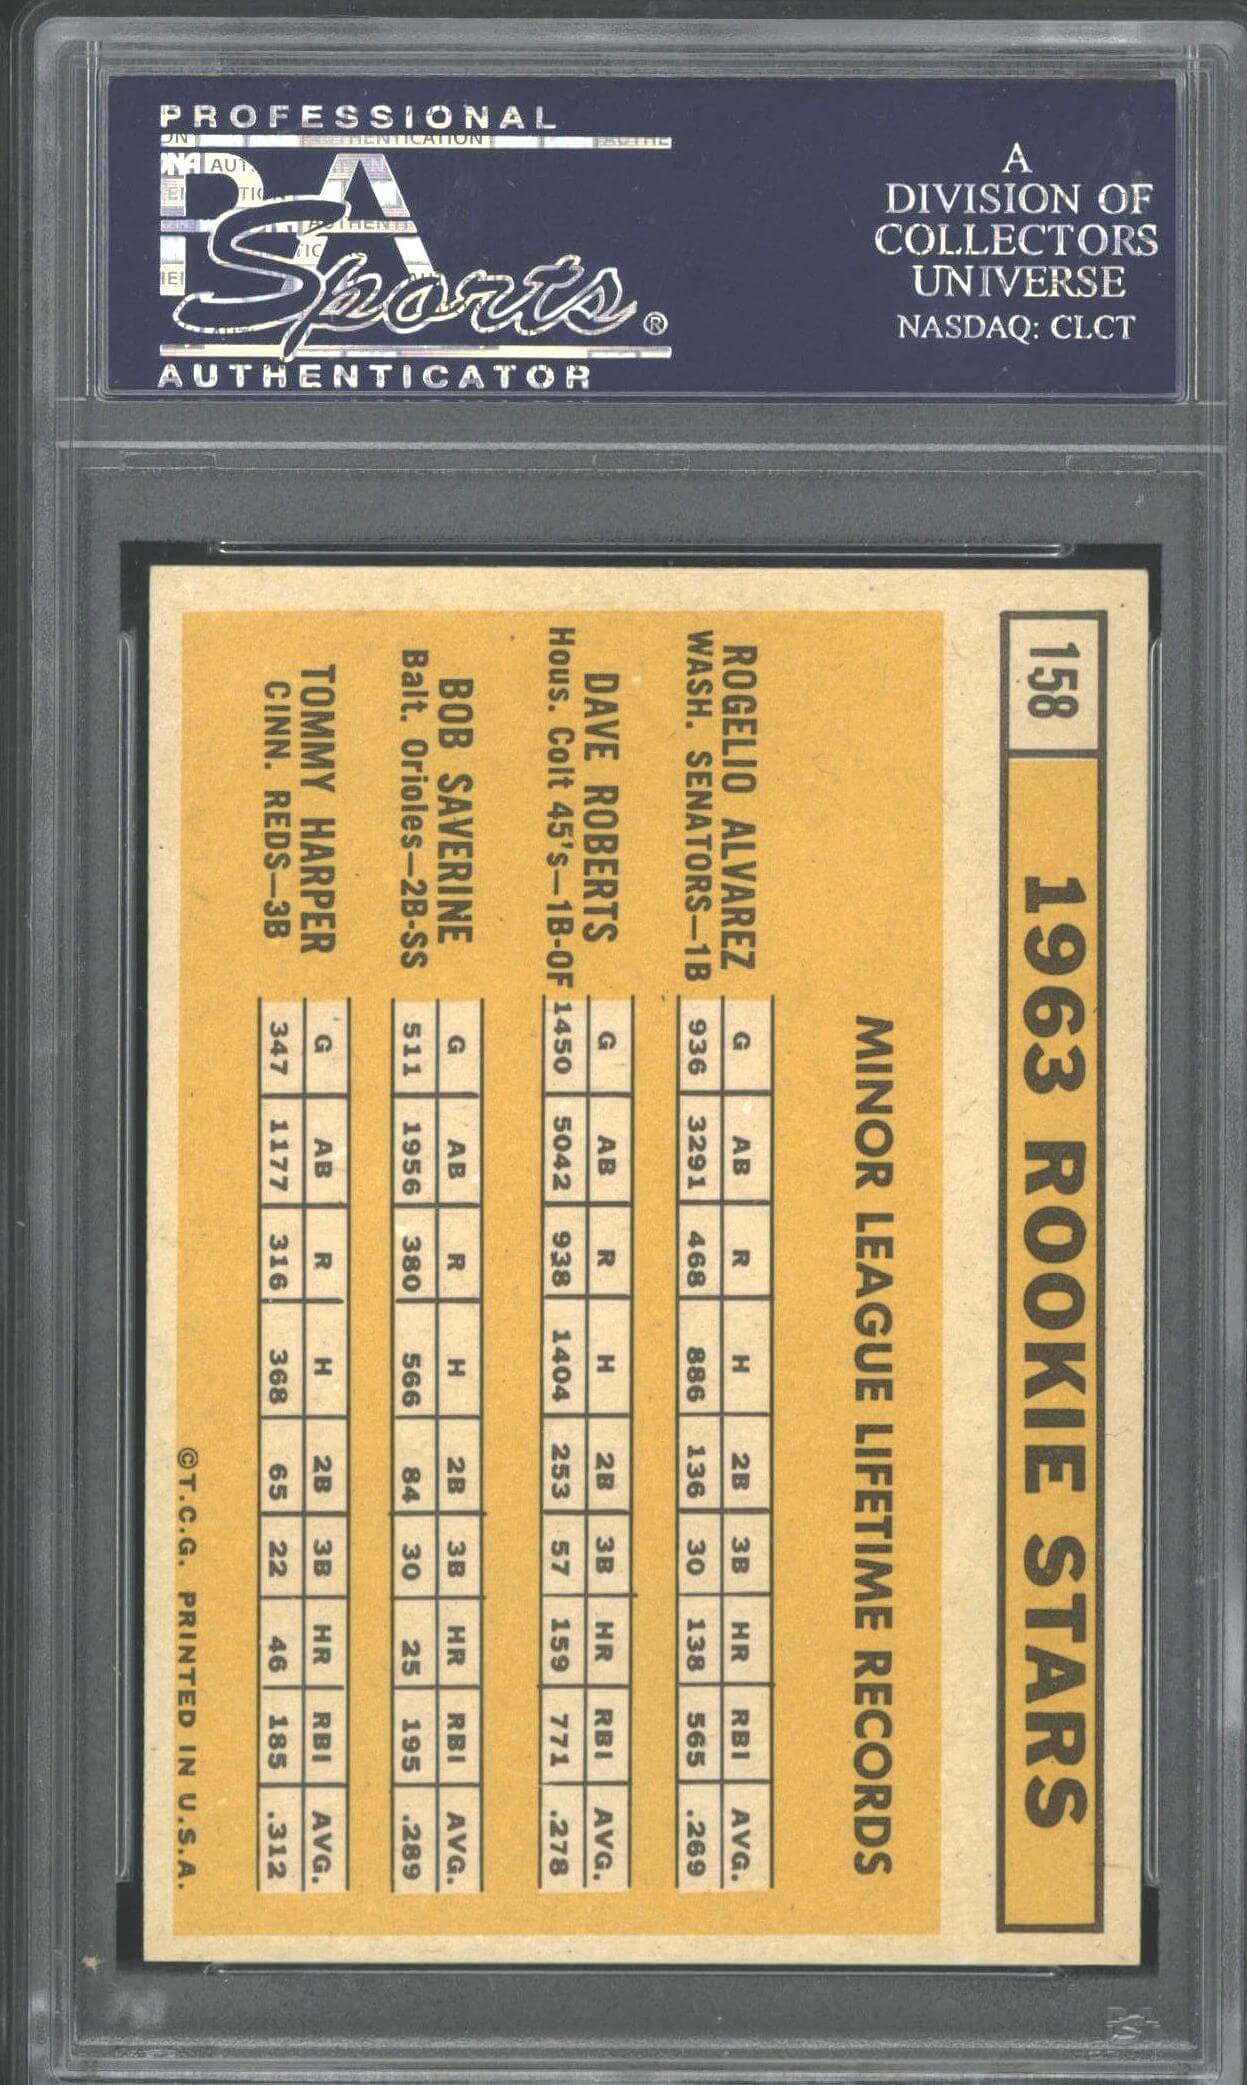 PROFESSIONAL
PSA
Sports®
AUTHENTICATOR
A
DIVISION OF
COLLECTORS
UNIVERSE
NASDAQ: CLCT
158 1963 ROOKIE STARS
MINOR LEAGUE LIFETIME RECORDS
ROGELIO ALVAREZ G AB R H 2B 3B HR RBI AVG.
WASH. SENATORS—1B 936 3291 468 886 136 30 138 565 .269
DAVE ROBERTS G AB R H 2B 3B HR RBI AVG.
Hous. Colt 45's—1B-OF 1450 5042 938 1404 253 57 159 771 .278
BOB SAVERINE G AB R H 2B 3B HR RBI AVG.
Balt. Orioles—2B-SS 511 1956 380 566 84 30 25 195 .289
TOMMY HARPER G AB R H 2B 3B HR RBI AVG.
CINN. REDS—3B 347 1177 316 368 65 22 46 185 .312
©T.C.G. PRINTED IN U.S.A.